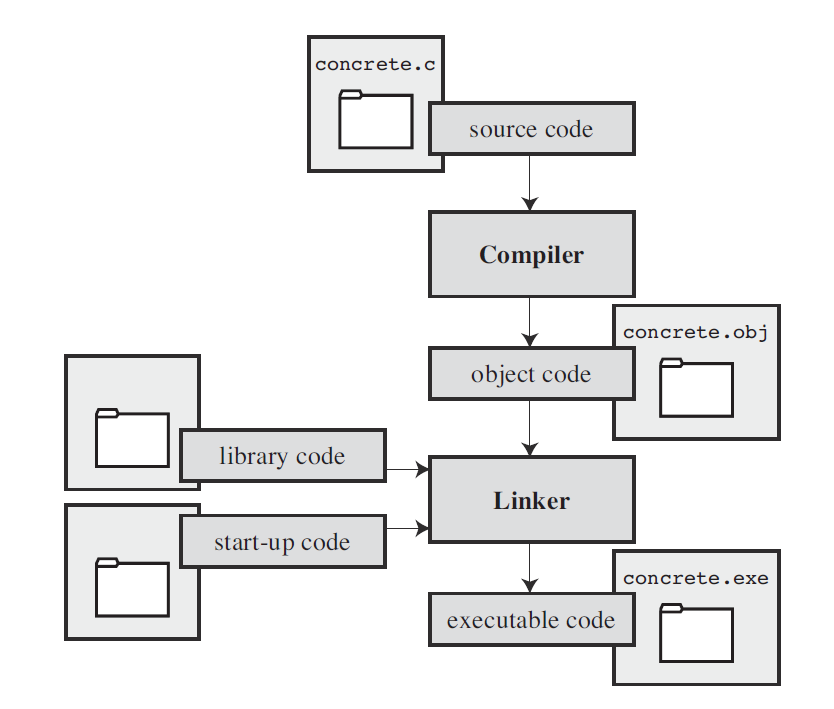 concrete.c
source code
Compiler
concrete.obj
object code
library code
Linker
start-up code
concrete.exe
executable code